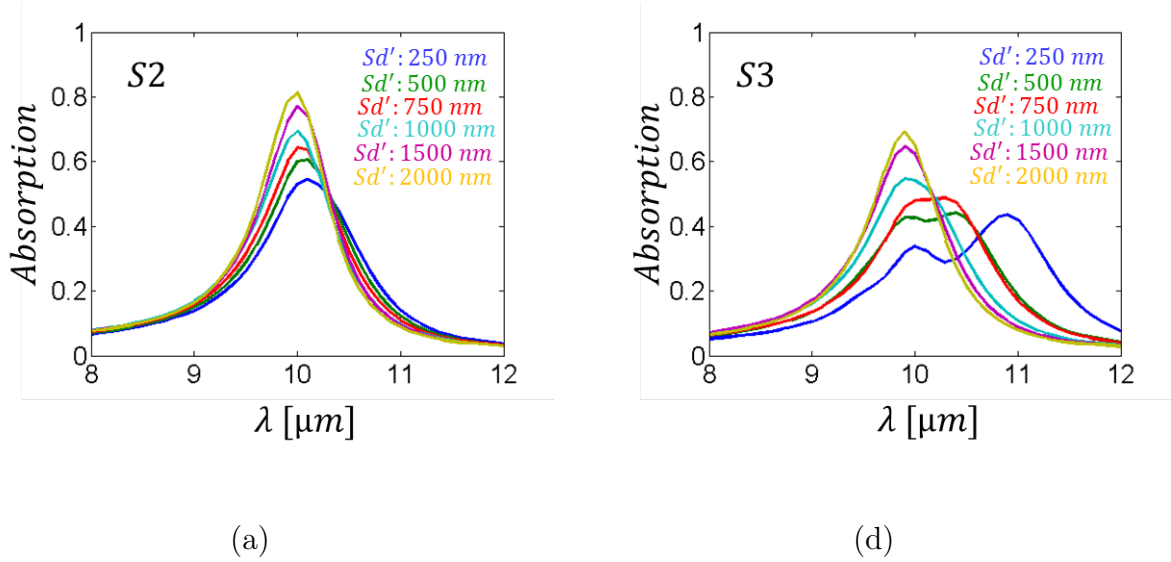 1
0.8
0.6
0.4
0.2
0
Absorption
S2
Sd′: 250 nm
Sd′: 500 nm
Sd′: 750 nm
Sd′: 1000 nm
Sd′: 1500 nm
Sd′: 2000 nm
8 9 10 11 12
λ [μm]
(a)
1
0.8
0.6
0.4
0.2
0
Absorption
S3
Sd′: 250 nm
Sd′: 500 nm
Sd′: 750 nm
Sd′: 1000 nm
Sd′: 1500 nm
Sd′: 2000 nm
8 9 10 11 12
λ [μm]
(d)